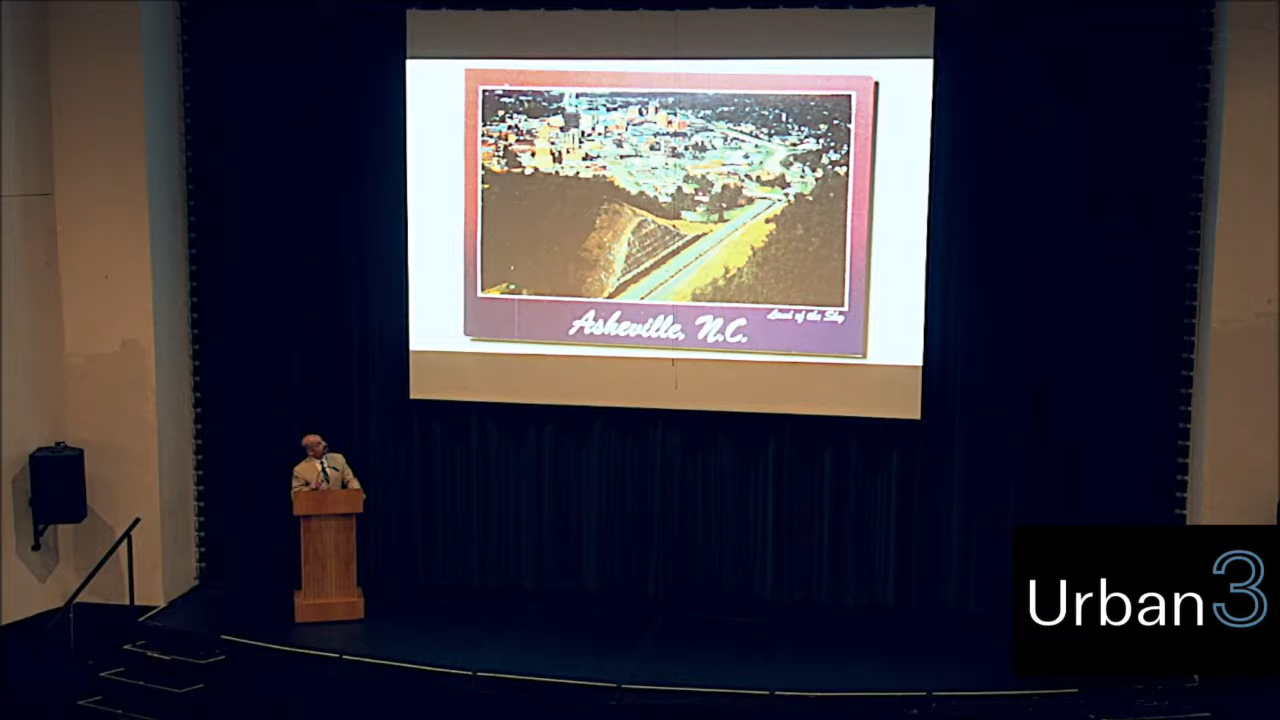 Land of the Sky
Asheville, N.C.
Urban3